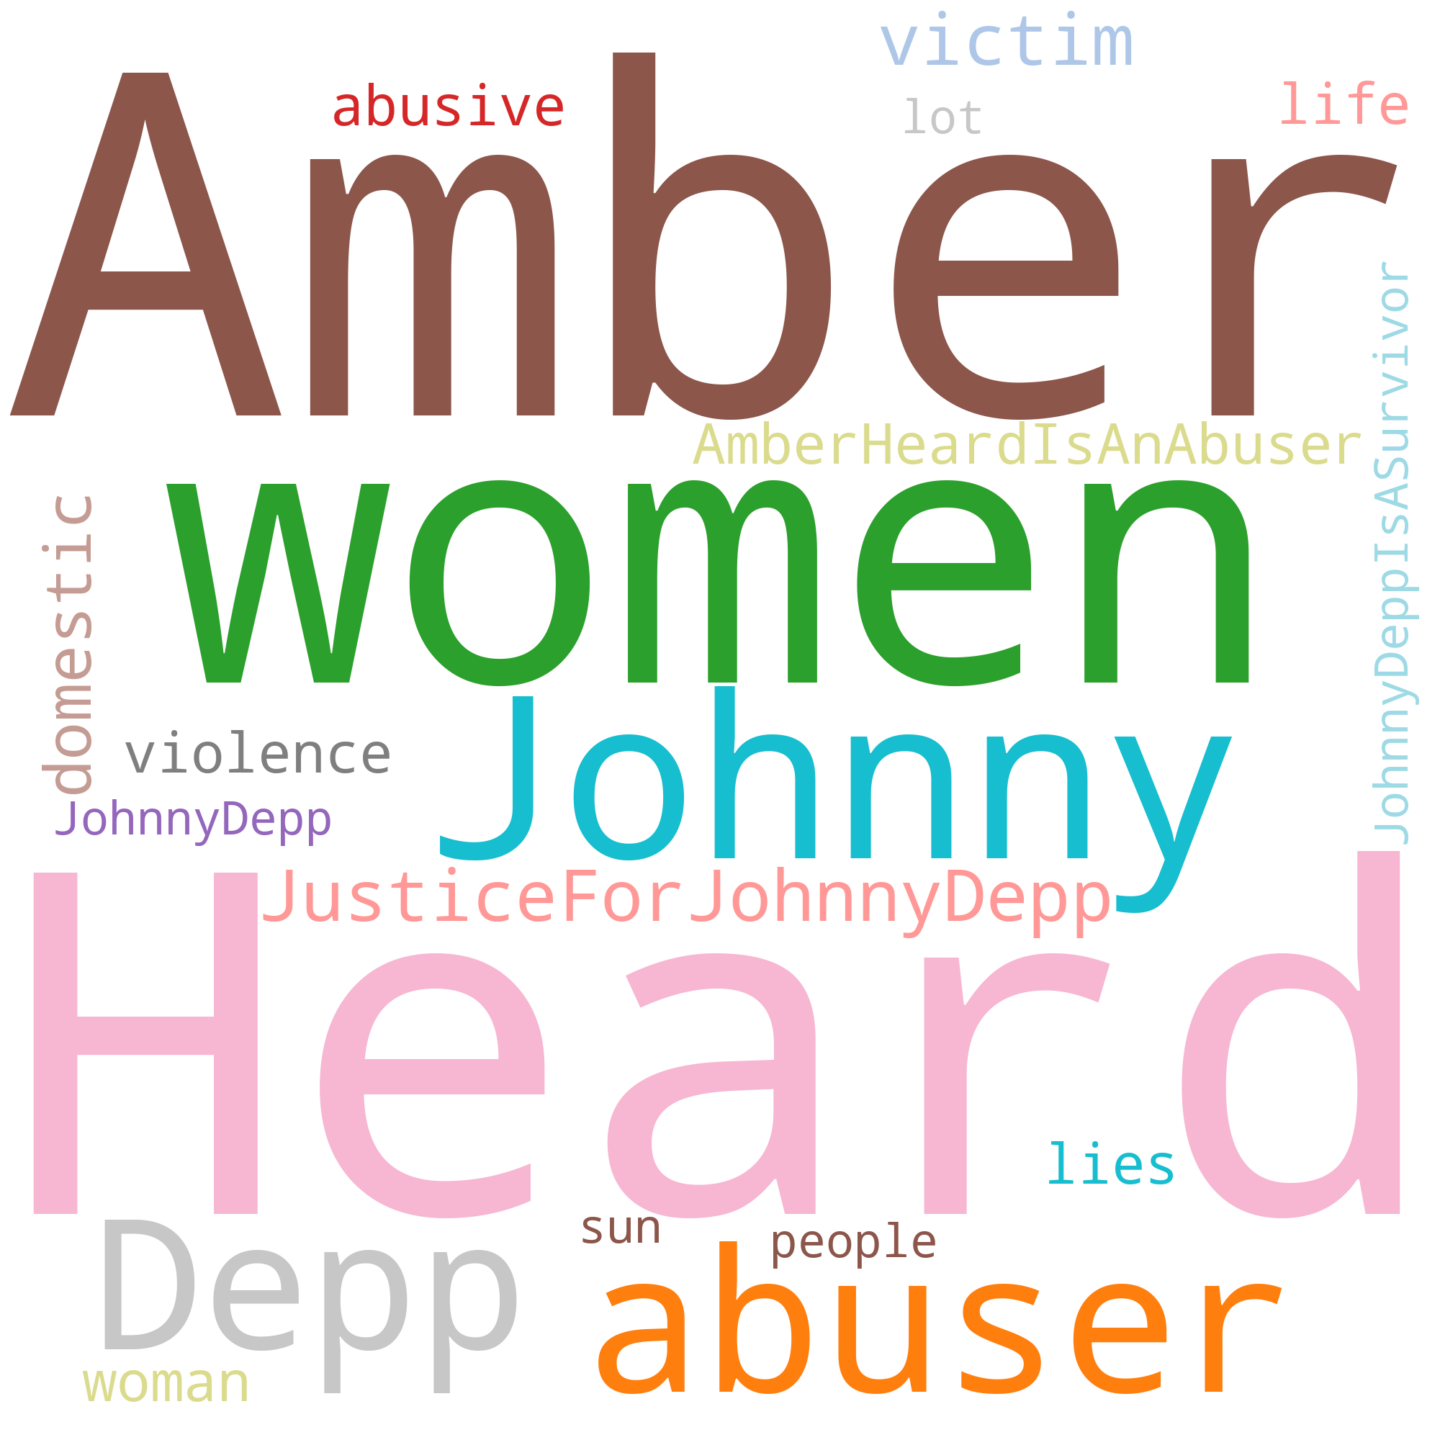 victim
abusive
lot
life
Amber
JohnnyDeppIsASurvivor
AmberHeardIsAnAbuser
women
domestic
Johnny
violence
JohnnyDepp
JusticeForJohnnyDepp
Heard
lies
Depp
sun
people
abuser
woman